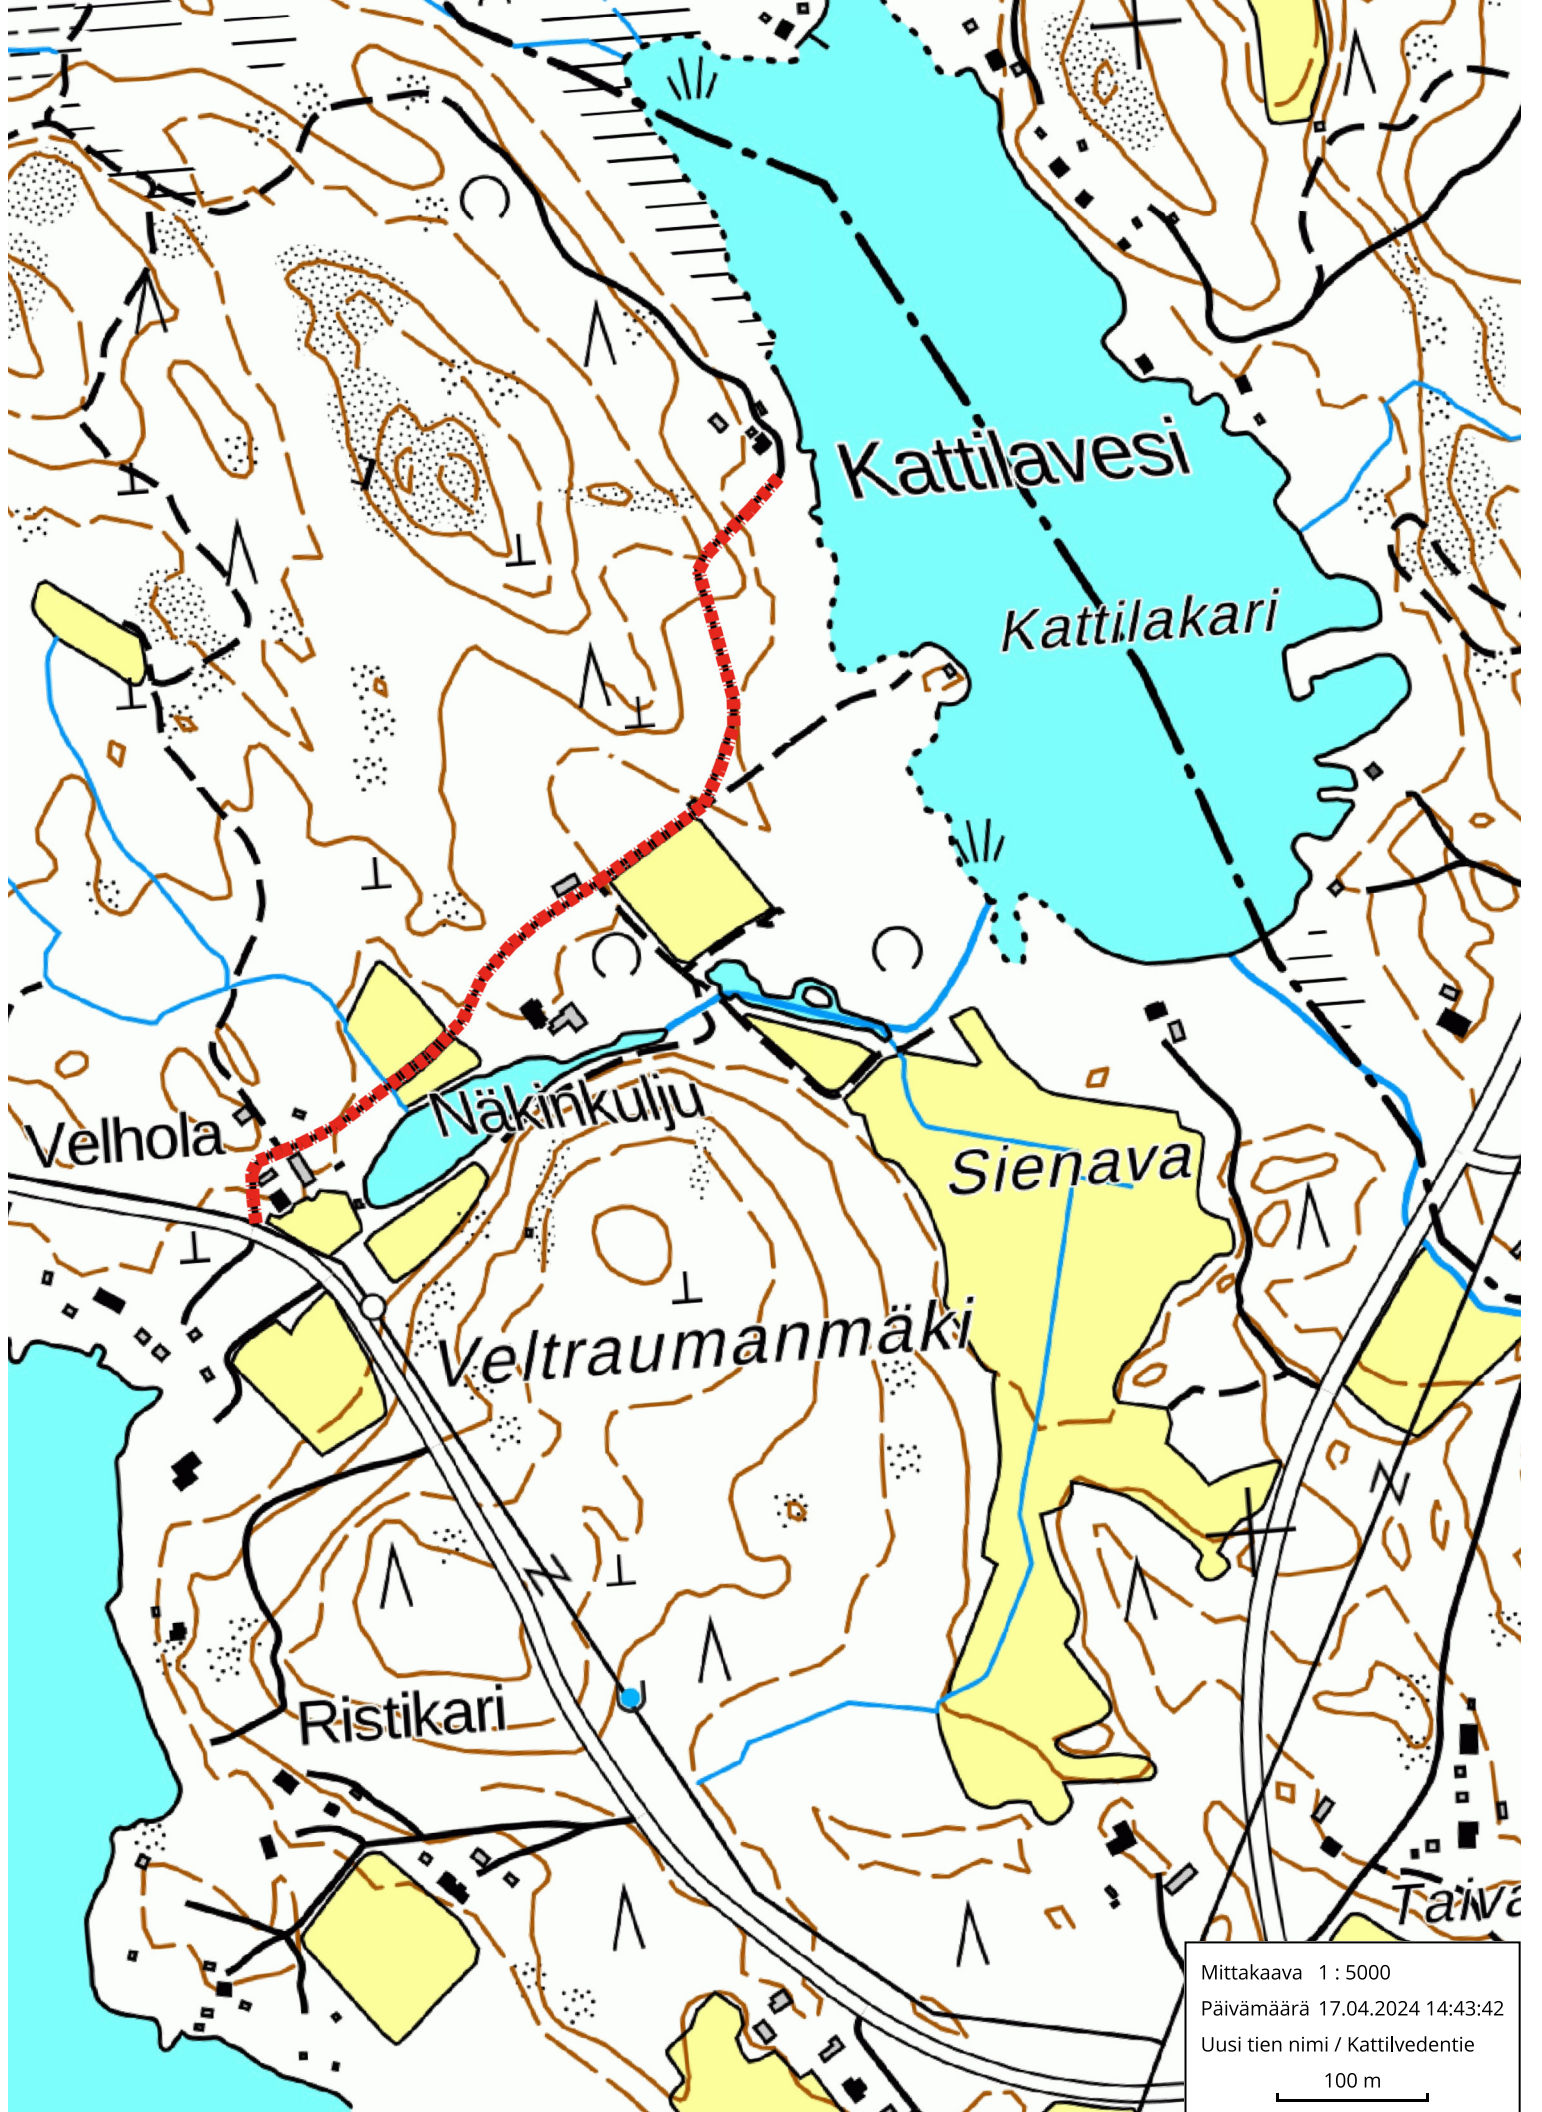 Kattilavesi
Kattilakari
Velhola
Näkinkulju
Sienava
Veltraumanmäki
Ristikari
Taiva
Mittakaava 1 : 5000
Päivämäärä 17.04.2024 14:43:42
Uusi tien nimi / Kattilvedentie
100 m